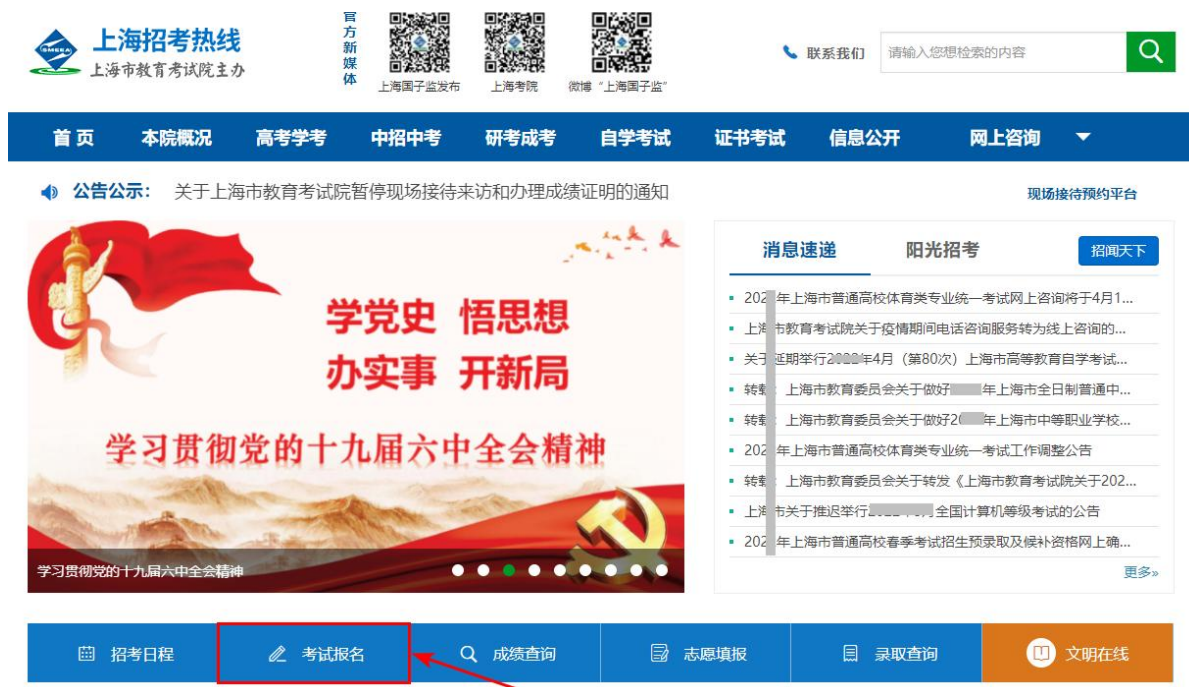 上海招考热线
上海市教育考试院主办
官方新媒体
上海国子监发布
上海考院
微博“上海国子监”
联系我们
请输入您想检索的内容
首页 本院概况 高考学考 中招中考 研考成考 自学考试 证书考试 信息公开 网上咨询
公告公示： 关于上海市教育考试院暂停现场接待来访和办理成绩证明的通知
现场接待预约平台
学党史 悟思想
办实事 开新局
学习贯彻党的十九届六中全会精神
学习贯彻党的十九届六中全会精神
消息速递 阳光招考 招闻天下
202 年上海市普通高校体育类专业统一考试网上咨询将于4月1...
上海市教育考试院关于疫情期间电话咨询服务转为线上咨询的...
关于延期举行 年4月（第80次）上海市高等教育自学考试...
转载：上海市教育委员会关于做好 年上海市全日制普通中...
转载：上海市教育委员会关于做好20 年上海市中等职业学校...
202 年上海市普通高校体育类专业统一考试工作调整公告
转载：上海市教育委员会关于转发《上海市教育考试院关于202...
上海市关于推迟举行 全国计算机等级考试的公告
202 年上海市普通高校春季考试招生预录取及候补资格网上确...
更多»
招考日程 考试报名 成绩查询 志愿填报 录取查询 文明在线